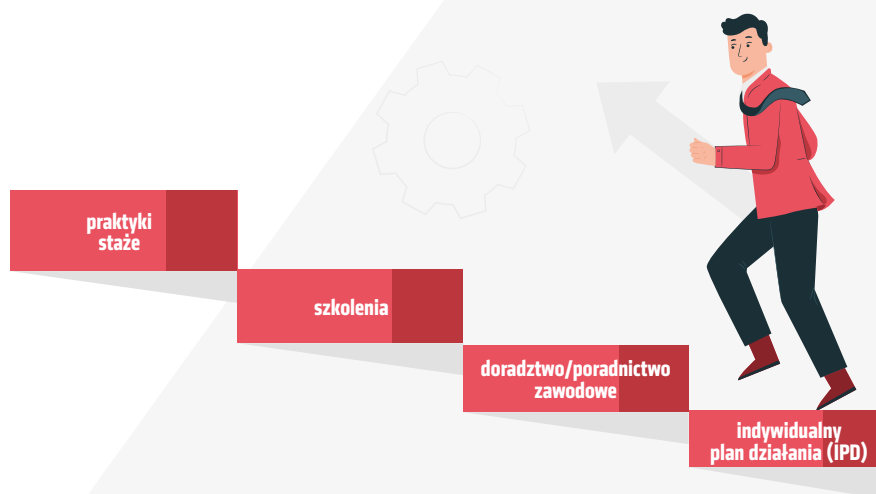 praktyki
staże
szkolenia
doradztwo/poradnictwo
zawodowe
indywidualny
plan działania (IPD)